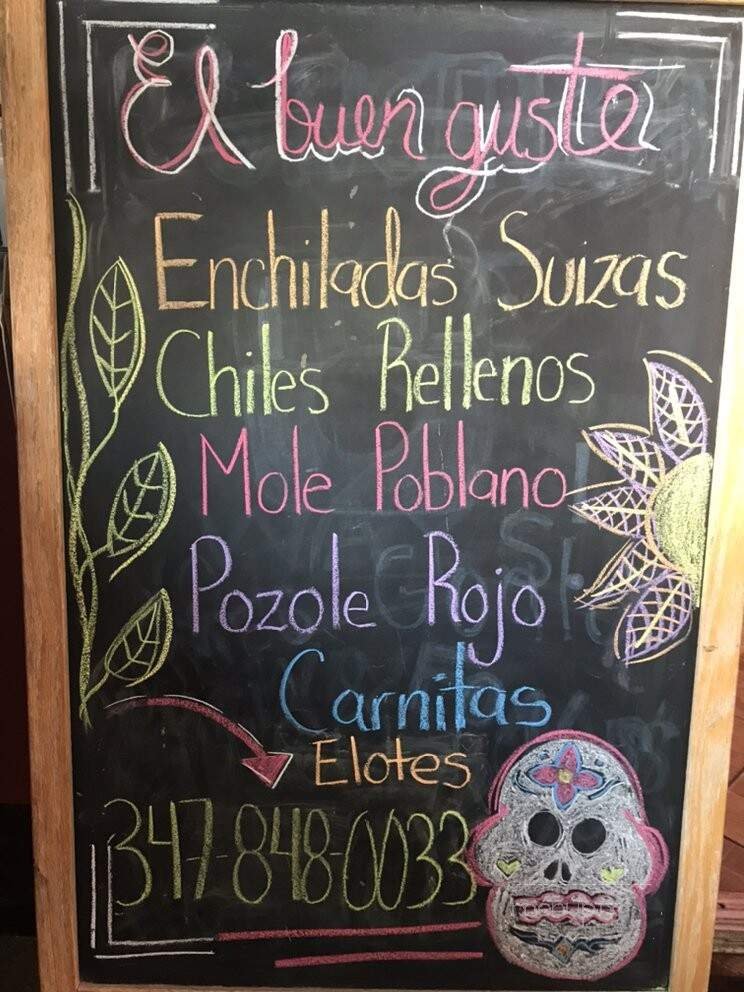 El buen guste
Enchiladas Suizas
Chiles Rellenos
Mole Poblano
Pozole Rojo
Carnitas
Elotes
347-848-0033